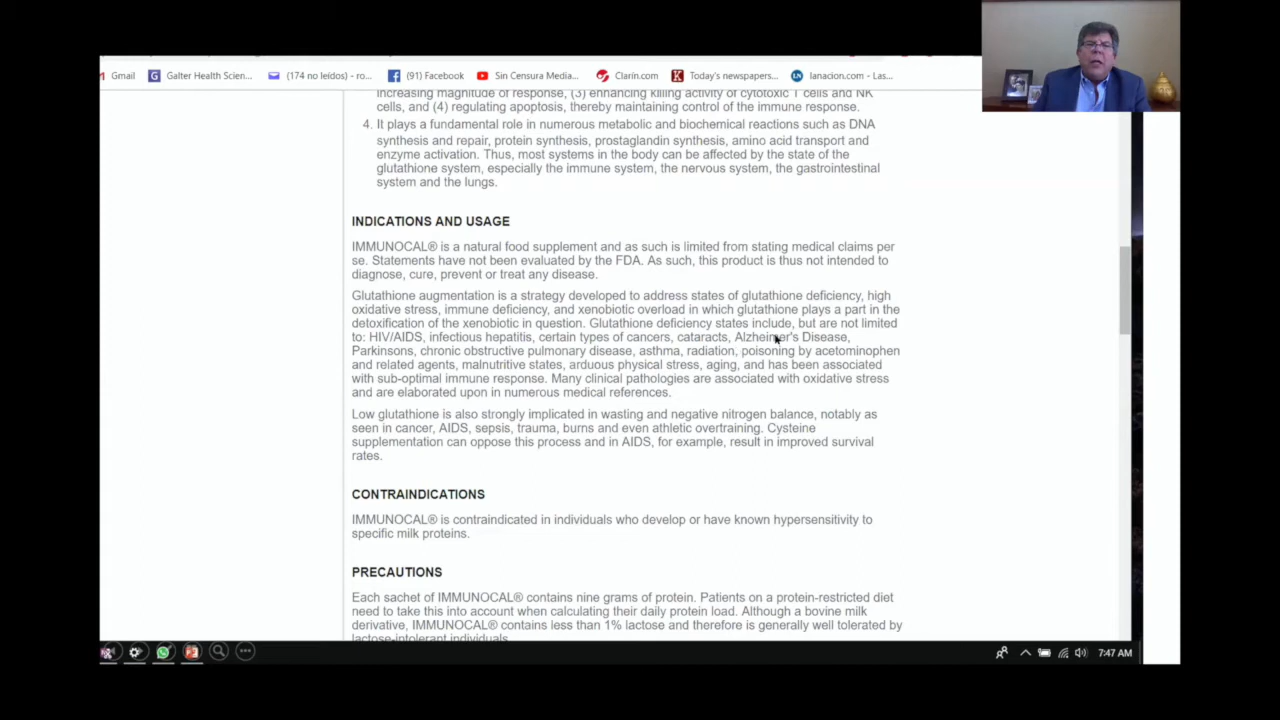 Gmail
Galter Health Scien...
(174 no leídos) - ro...
(91) Facebook
Sin Censura Media...
Clarín.com
Today's newspapers...
LN lanacion.com - Las...
increasing magnitude of response, (3) enhancing killing activity of cytotoxic T cells and NK
cells, and (4) regulating apoptosis, thereby maintaining control of the immune response.
4. It plays a fundamental role in numerous metabolic and biochemical reactions such as DNA
synthesis and repair, protein synthesis, prostaglandin synthesis, amino acid transport and
enzyme activation. Thus, most systems in the body can be affected by the state of the
glutathione system, especially the immune system, the nervous system, the gastrointestinal
system and the lungs.
INDICATIONS AND USAGE
IMMUNOCAL® is a natural food supplement and as such is limited from stating medical claims per
se. Statements have not been evaluated by the FDA. As such, this product is thus not intended to
diagnose, cure, prevent or treat any disease.
Glutathione augmentation is a strategy developed to address states of glutathione deficiency, high
oxidative stress, immune deficiency, and xenobiotic overload in which glutathione plays a part in the
detoxification of the xenobiotic in question. Glutathione deficiency states include, but are not limited
to: HIV/AIDS, infectious hepatitis, certain types of cancers, cataracts, Alzheimer's Disease,
Parkinsons, chronic obstructive pulmonary disease, asthma, radiation, poisoning by acetominophen
and related agents, malnutritive states, arduous physical stress, aging, and has been associated
with sub-optimal immune response. Many clinical pathologies are associated with oxidative stress
and are elaborated upon in numerous medical references.
Low glutathione is also strongly implicated in wasting and negative nitrogen balance, notably as
seen in cancer, AIDS, sepsis, trauma, burns and even athletic overtraining. Cysteine
supplementation can oppose this process and in AIDS, for example, result in improved survival
rates.
CONTRAINDICATIONS
IMMUNOCAL® is contraindicated in individuals who develop or have known hypersensitivity to
specific milk proteins.
PRECAUTIONS
Each sachet of IMMUNOCAL® contains nine grams of protein. Patients on a protein-restricted diet
need to take this into account when calculating their daily protein load. Although a bovine milk
derivative, IMMUNOCAL® contains less than 1% lactose and therefore is generally well tolerated by
lactose-intolerant individuals.
7:47 AM